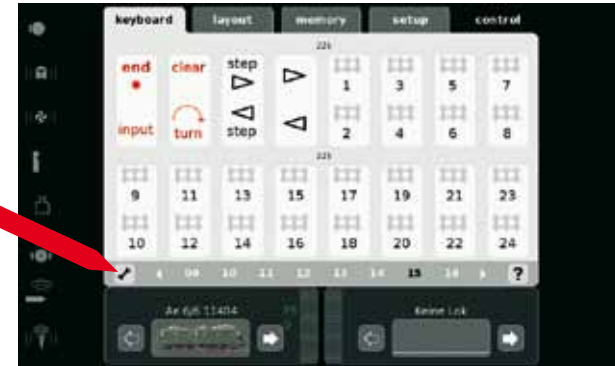 keyboard layout memory setup control
end clear step
1 3 5 7
input turn step 2 4 6 8
9 11 13 15 17 19 21 23
10 12 14 16 18 20 22 24
09 10 11 12 13 14 15 16 ?
Keine Lok